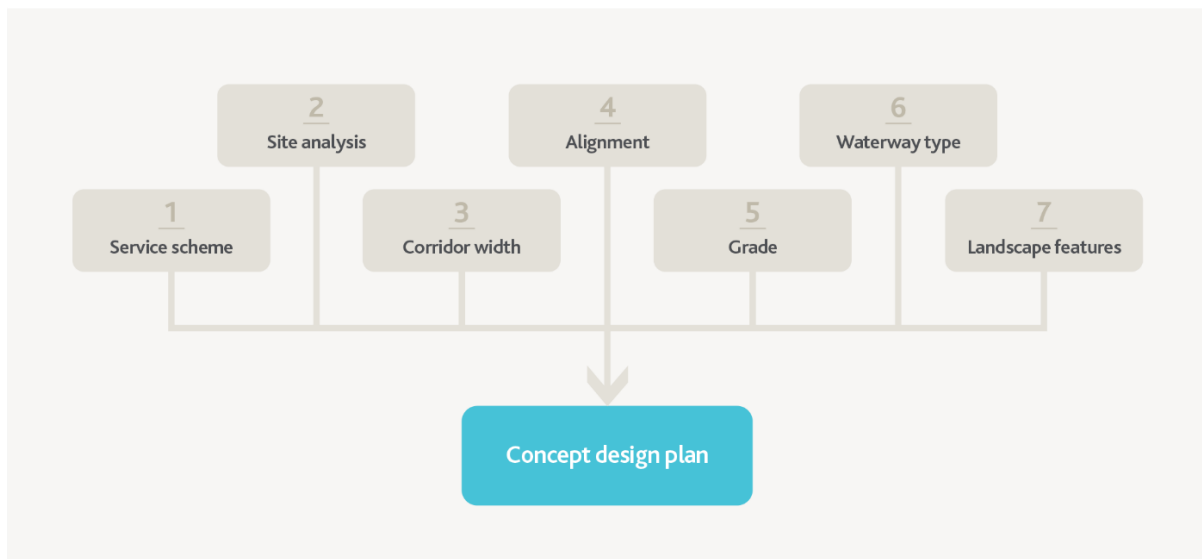 1
Service scheme
2
Site analysis
3
Corridor width
4
Alignment
5
Grade
6
Waterway type
7
Landscape features
Concept design plan